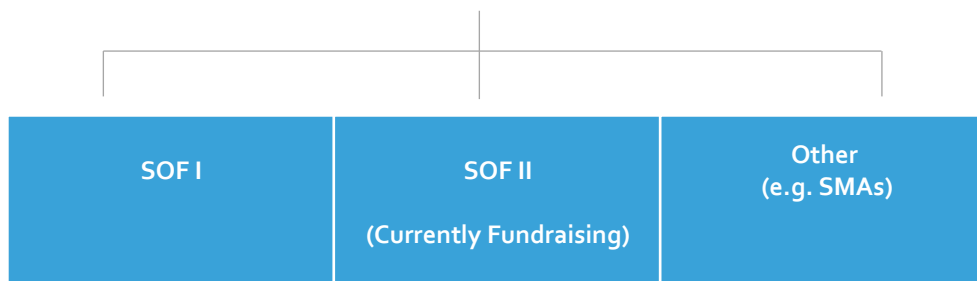 SOF I
SOF II
(Currently Fundraising)
Other
(e.g. SMAs)